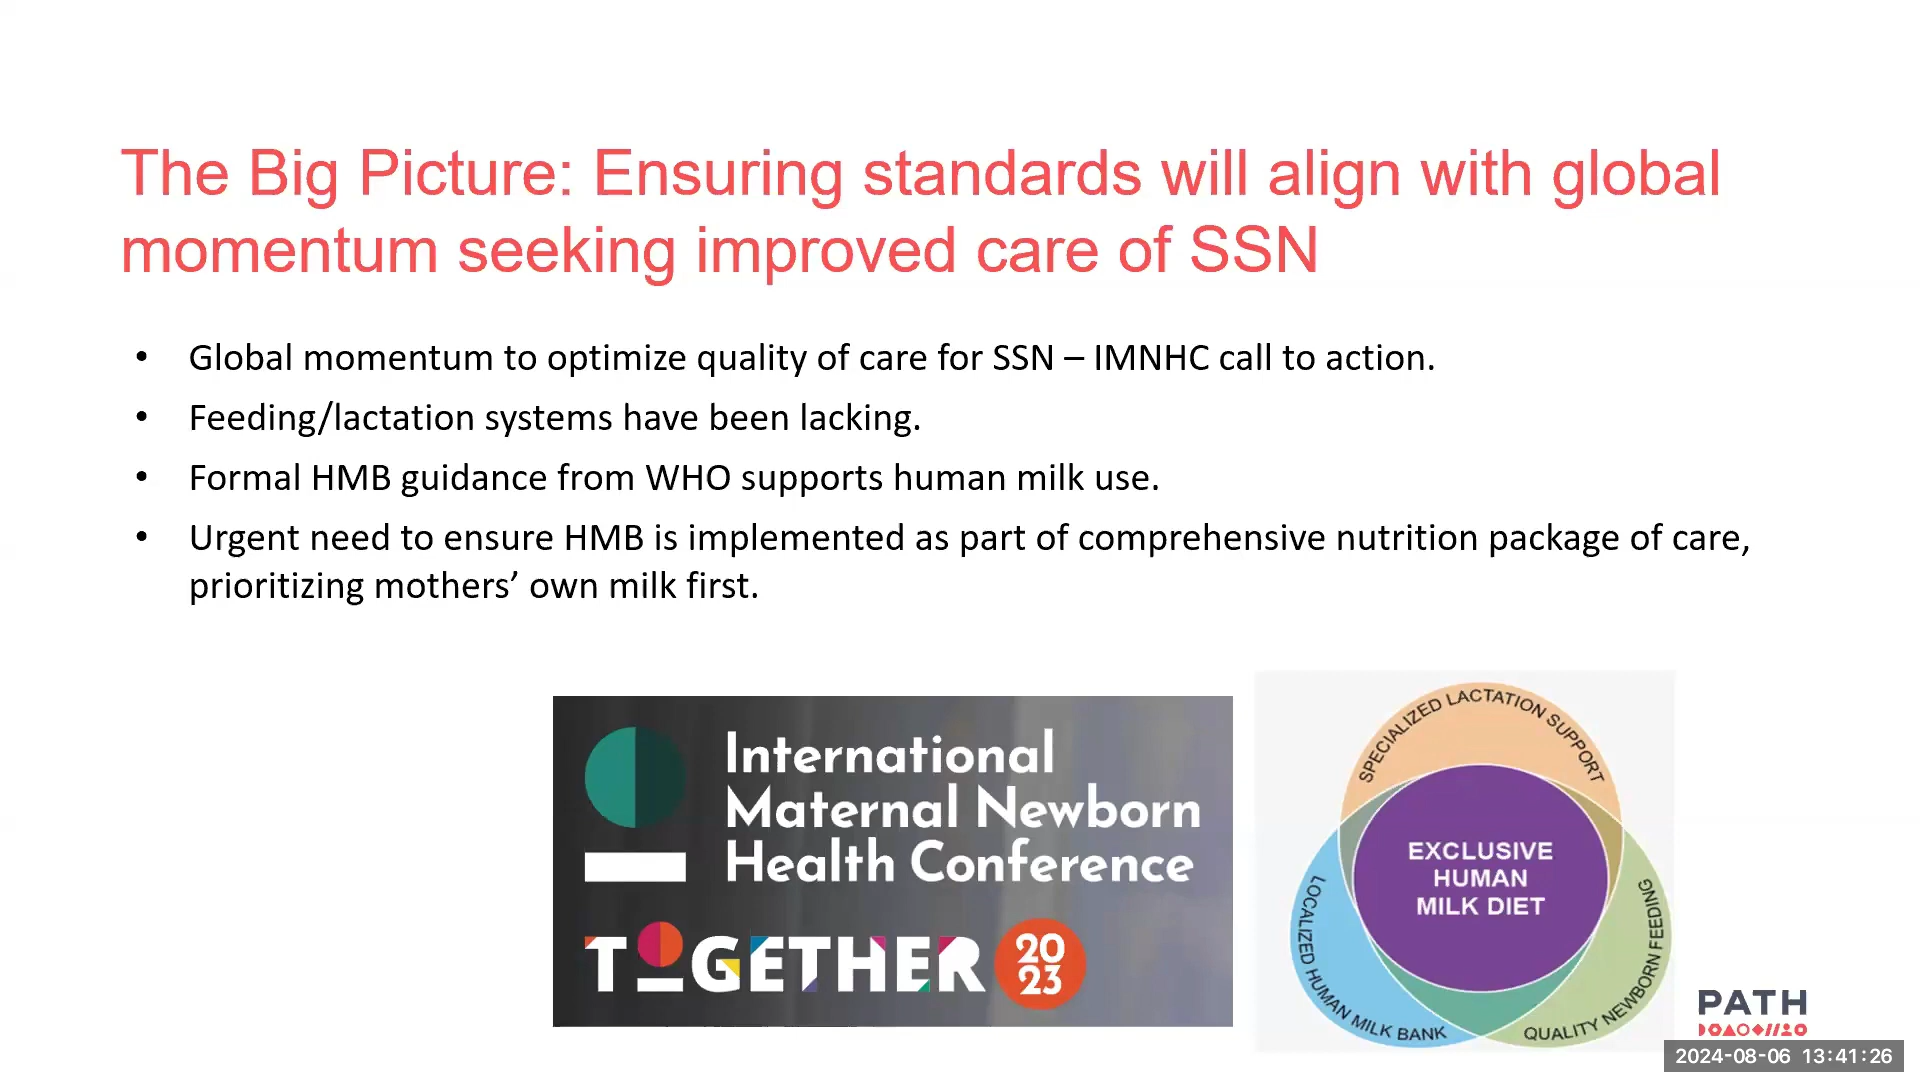 The Big Picture: Ensuring standards will align with global
momentum seeking improved care of SSN
• Global momentum to optimize quality of care for SSN – IMNHC call to action.
• Feeding/lactation systems have been lacking.
• Formal HMB guidance from WHO supports human milk use.
• Urgent need to ensure HMB is implemented as part of comprehensive nutrition package of care,
prioritizing mothers’ own milk first.
International
Maternal Newborn
Health Conference
TOGETHER
20
23
SPECIALIZED LACTATION SUPPORT
EXCLUSIVE
HUMAN
MILK DIET
LOCALIZED HUMAN MILK BANK
QUALITY NEWBORN FEEDING
PATH
2024-08-06 13:41:26